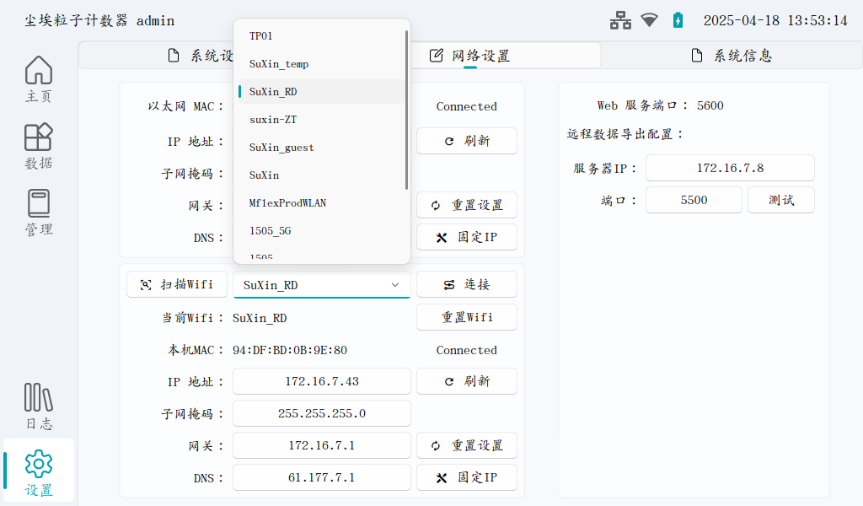 尘埃粒子计数器 admin
2025-04-18 13:53:14
主页
数据
管理
日志
设置
系统设
网络设置
系统信息
TP01
SuXin_temp
SuXin_RD
suxin-ZT
SuXin_guest
SuXin
Mf1exProdWLAN
1505_5G
1505
以太网 MAC：
Connected
IP 地址：
刷新
子网掩码：
网关：
重置设置
DNS：
固定IP
扫描Wifi
SuXin_RD
连接
当前Wifi：
SuXin_RD
重置Wifi
本机MAC：
94:DF:BD:0B:9E:80
Connected
IP 地址：
172.16.7.43
刷新
子网掩码：
255.255.255.0
网关：
172.16.7.1
重置设置
DNS：
61.177.7.1
固定IP
Web 服务端口： 5600
远程数据导出配置：
服务器IP：
172.16.7.8
端口：
5500
测试